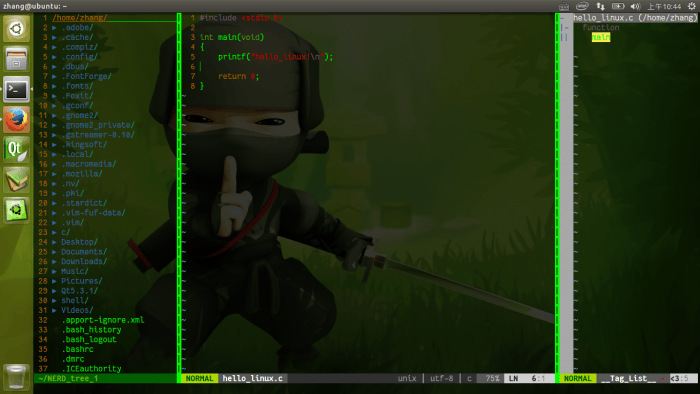 zhang@ubuntu: ~
上午10:44
1 /home/zhang/
2 ▸ .adobe/
3 ▸ .cache/
4 ▸ .compiz/
5 ▸ .config/
6 ▸ .dbus/
7 ▸ .FontForge/
8 ▸ .fonts/
9 ▸ .Foxit/
10 ▸ .gconf/
11 ▸ .gnome2/
12 ▸ .gnome2_private/
13 ▸ .gstreamer-0.10/
14 ▸ .kingsoft/
15 ▸ .local/
16 ▸ .macromedia/
17 ▸ .mozilla/
18 ▸ .nv/
19 ▸ .pki/
20 ▸ .stardict/
21 ▸ .vim-fuf-data/
22 ▸ .vim/
23 ▸ c/
24 ▸ Desktop/
25 ▸ Documents/
26 ▸ Downloads/
27 ▸ Music/
28 ▸ Pictures/
29 ▸ Qt5.3.1/
30 ▸ shell/
31 ▸ Videos/
32 .apport-ignore.xml
33 .bash_history
34 .bash_logout
35 .bashrc
36 .dmrc
37 .ICEauthority
~/NERD_tree_1
1 #include <stdio.h>
2
3 int main(void)
4 {
5 printf("hello_linux!\n");
6
7 return 0;
8 }
NORMAL hello_linux.c unix | utf-8 | c 75% LN 6:1
hello_linux.c (/home/zhang)
function
main
NORMAL __Tag_List__ - <3:5
Qt